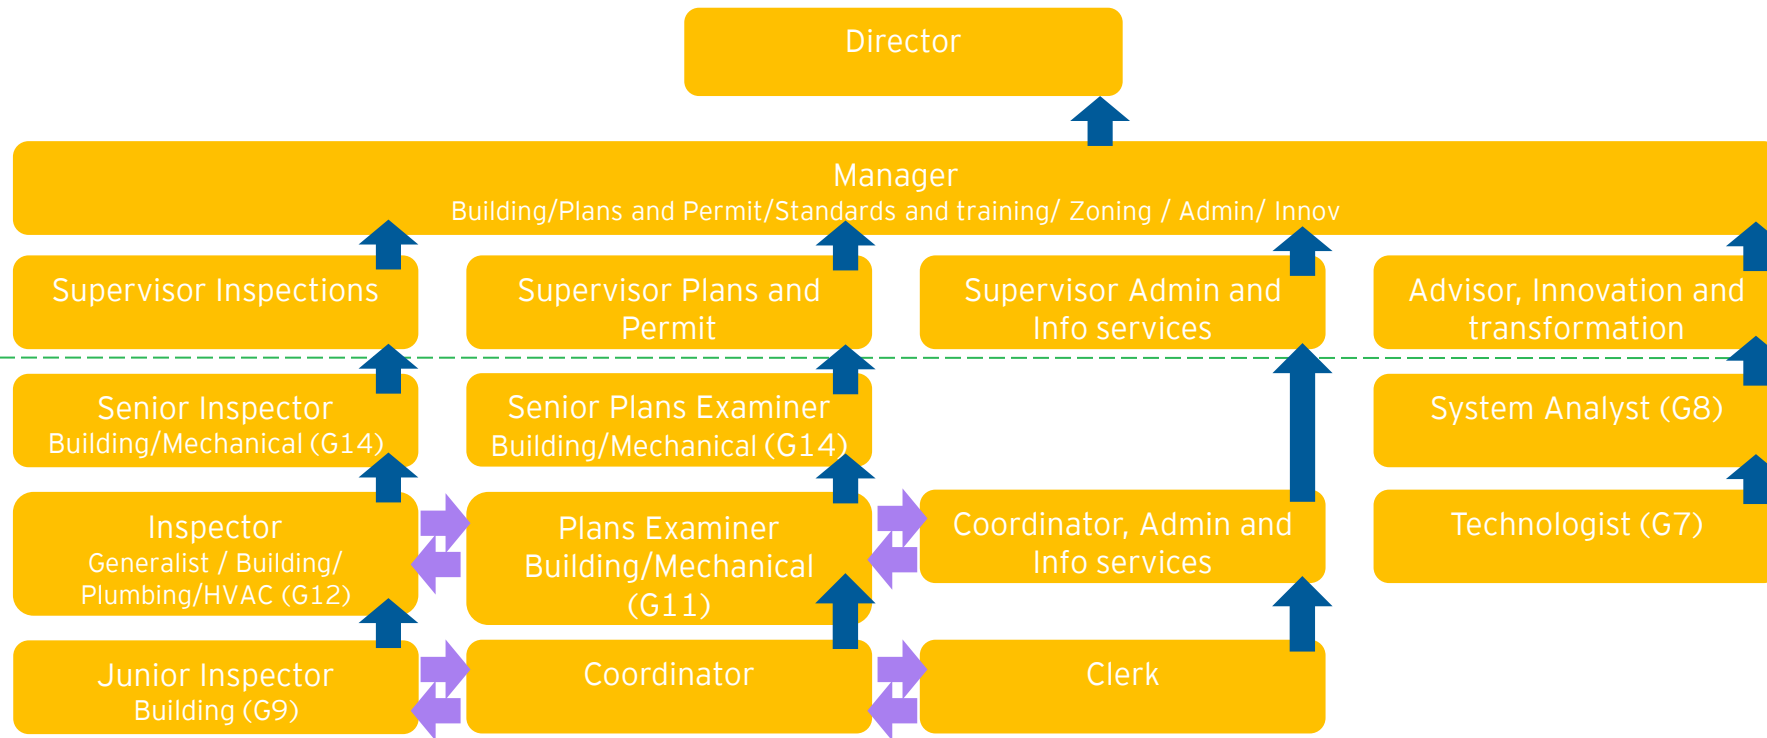 Director
Manager
Building/Plans and Permit/Standards and training/ Zoning / Admin/ Innov
Supervisor Inspections
Supervisor Plans and
Permit
Supervisor Admin and
Info services
Advisor, Innovation and
transformation
Senior Inspector
Building/Mechanical (G14)
Senior Plans Examiner
Building/Mechanical (G14)
System Analyst (G8)
Inspector
Generalist / Building/
Plumbing/HVAC (G12)
Plans Examiner
Building/Mechanical
(G11)
Coordinator, Admin and
Info services
Technologist (G7)
Junior Inspector
Building (G9)
Coordinator
Clerk